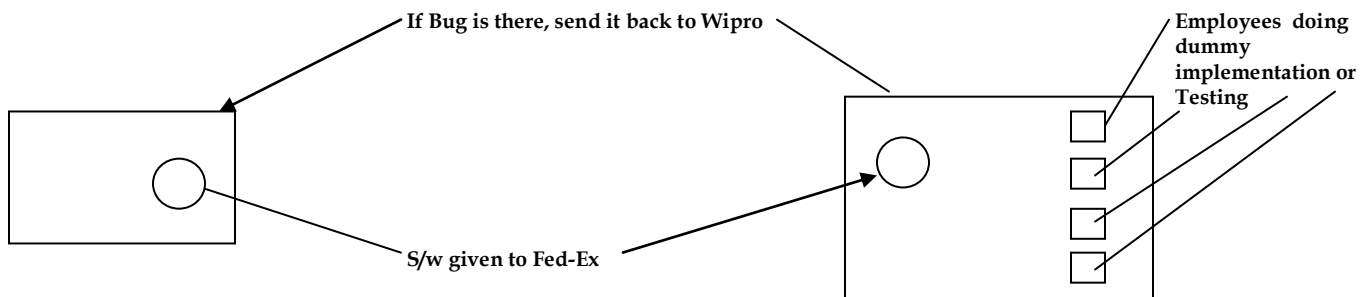 If Bug is there, send it back to Wipro
Employees doing
dummy
implementation or
Testing
S/w given to Fed-Ex